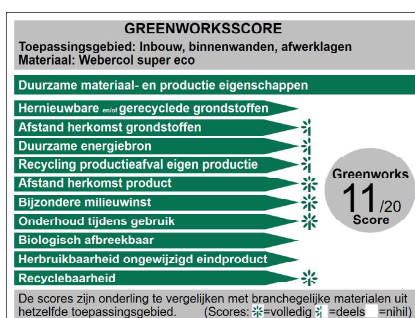 GREENWORKSSCORE
Toepassingsgebied: Inbouw, binnenwanden, afwerklagen
Materiaal: Webercol super eco
Duurzame materiaal- en productie eigenschappen
Hernieuwbare en/of gerecyclede grondstoffen
Afstand herkomst grondstoffen
Duurzame energiebron
Recycling productieafval eigen productie
Afstand herkomst product
Bijzondere milieuwinst
Onderhoud tijdens gebruik
Biologisch afbreekbaar
Herbruikbaarheid ongewijzigd eindproduct
Recyclebaarheid
Greenworks
11/20
Score
De scores zijn onderling te vergelijken met branchegelijke materialen uit
hetzelfde toepassingsgebied. (Scores: =volledig =deels =nihil)